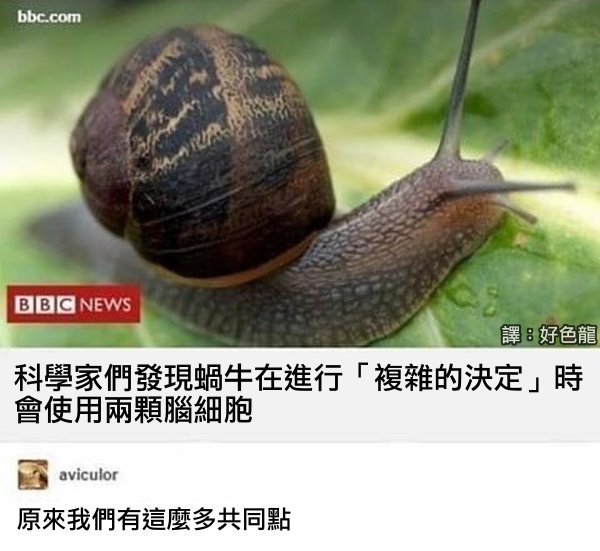 bbc.com
BBC NEWS
譯:好色龍
科學家們發現蝸牛在進行「複雜的決定」時
會使用兩顆腦細胞
aviculor
原來我們有這麼多共同點